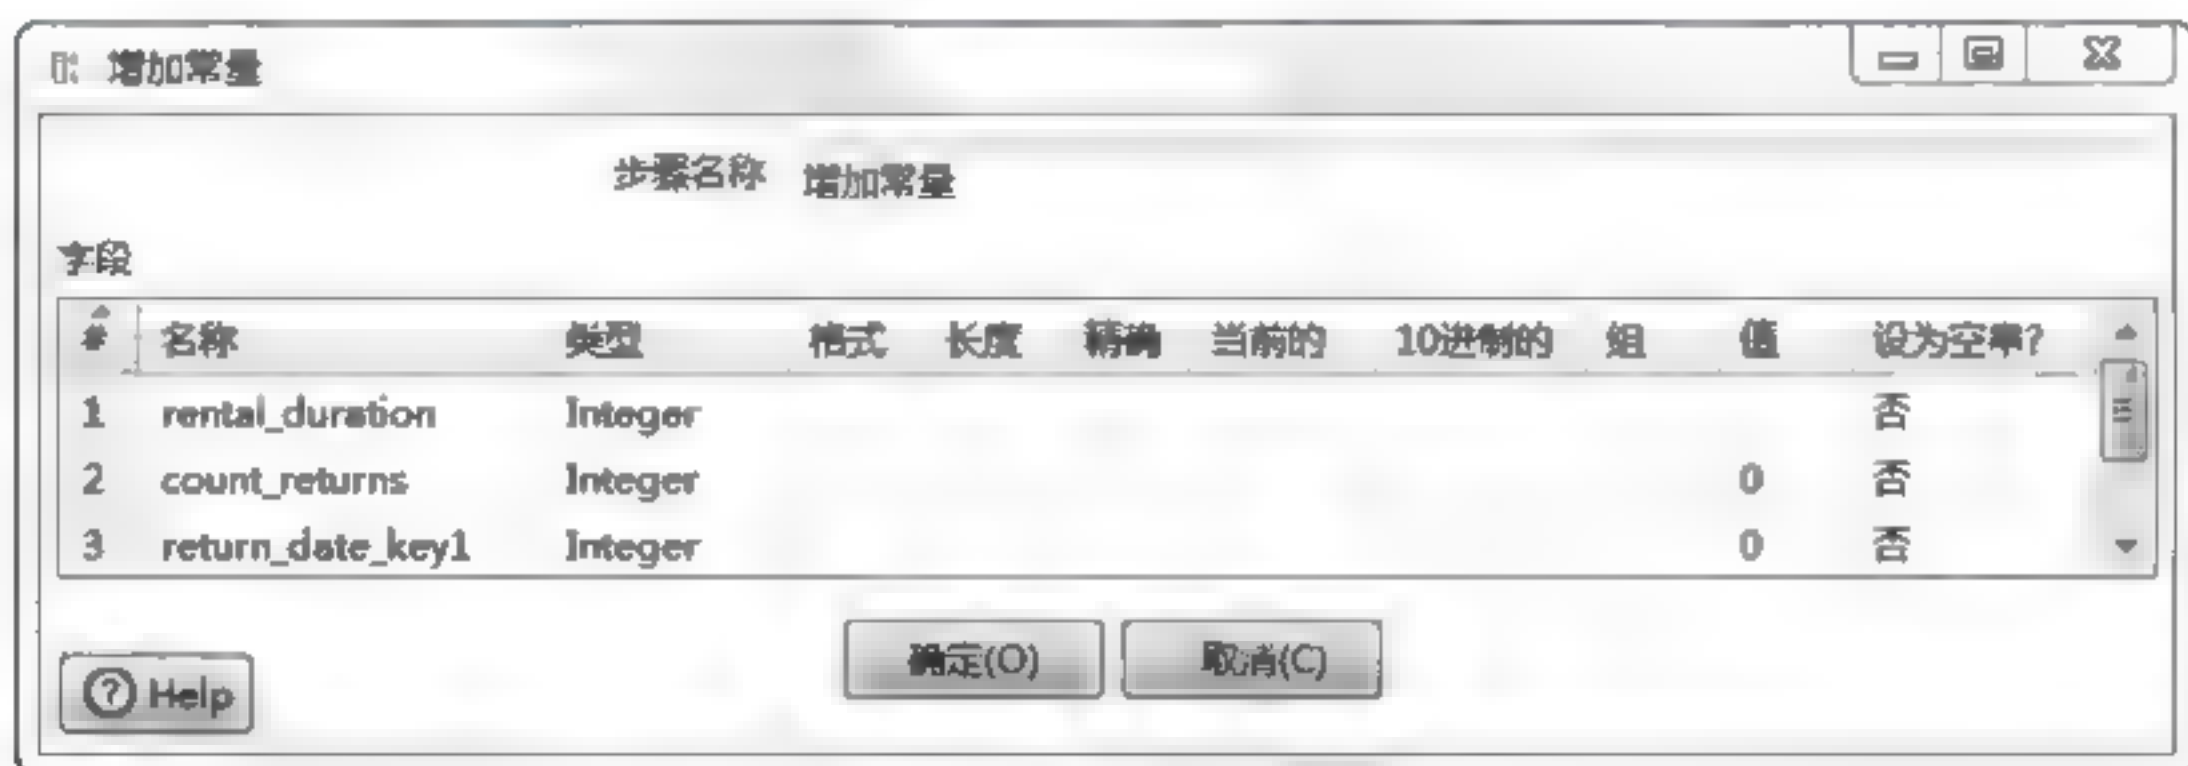 增加常量
步骤名称 增加常量
字段
# 名称 类型 格式 长度 精确 当前的 10进制的 组 值 设为空串?
1 rental_duration Integer 否
2 count_returns Integer 0 否
3 return_date_key1 Integer 0 否
确定(O) 取消(C)
Help